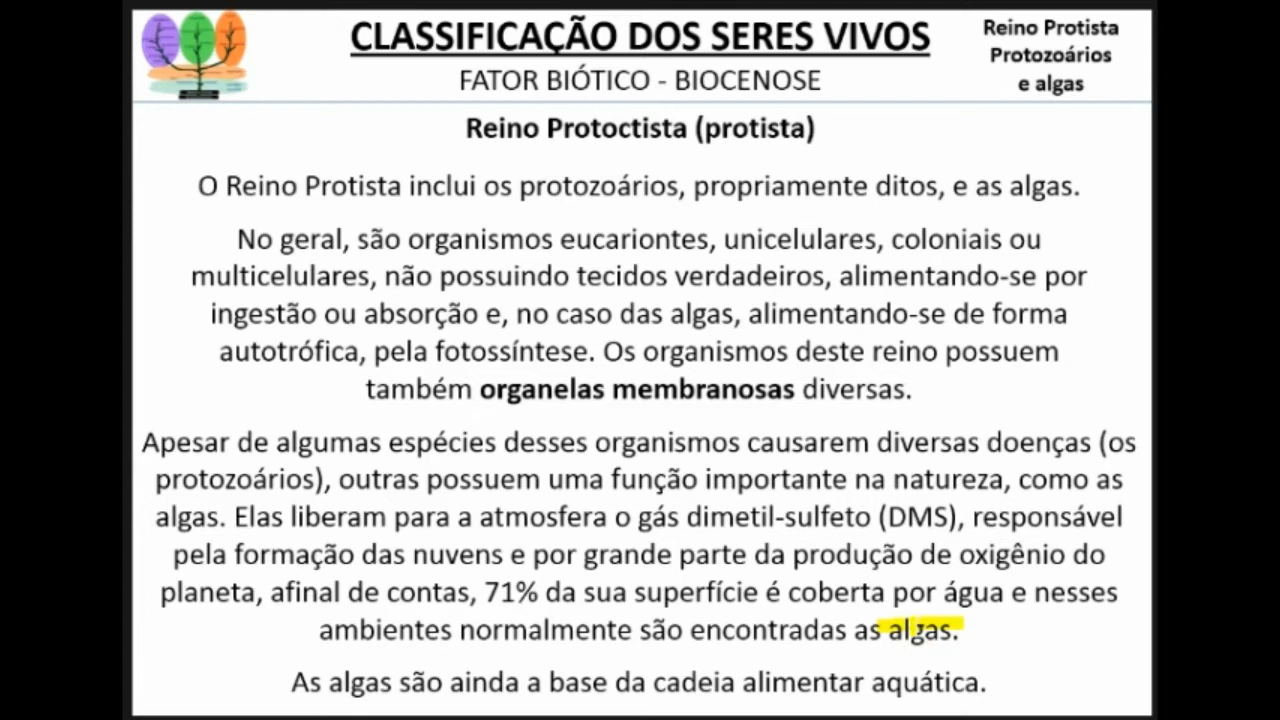 CLASSIFICAÇÃO DOS SERES VIVOS
FATOR BIÓTICO - BIOCENOSE
Reino Protista
Protozoários
e algas
Reino Protoctista (protista)
O Reino Protista inclui os protozoários, propriamente ditos, e as algas.
No geral, são organismos eucariontes, unicelulares, coloniais ou
multicelulares, não possuindo tecidos verdadeiros, alimentando-se por
ingestão ou absorção e, no caso das algas, alimentando-se de forma
autotrófica, pela fotossíntese. Os organismos deste reino possuem
também organelas membranosas diversas.
Apesar de algumas espécies desses organismos causarem diversas doenças (os
protozoários), outras possuem uma função importante na natureza, como as
algas. Elas liberam para a atmosfera o gás dimetil-sulfeto (DMS), responsável
pela formação das nuvens e por grande parte da produção de oxigênio do
planeta, afinal de contas, 71% da sua superfície é coberta por água e nesses
ambientes normalmente são encontradas as algas.
As algas são ainda a base da cadeia alimentar aquática.